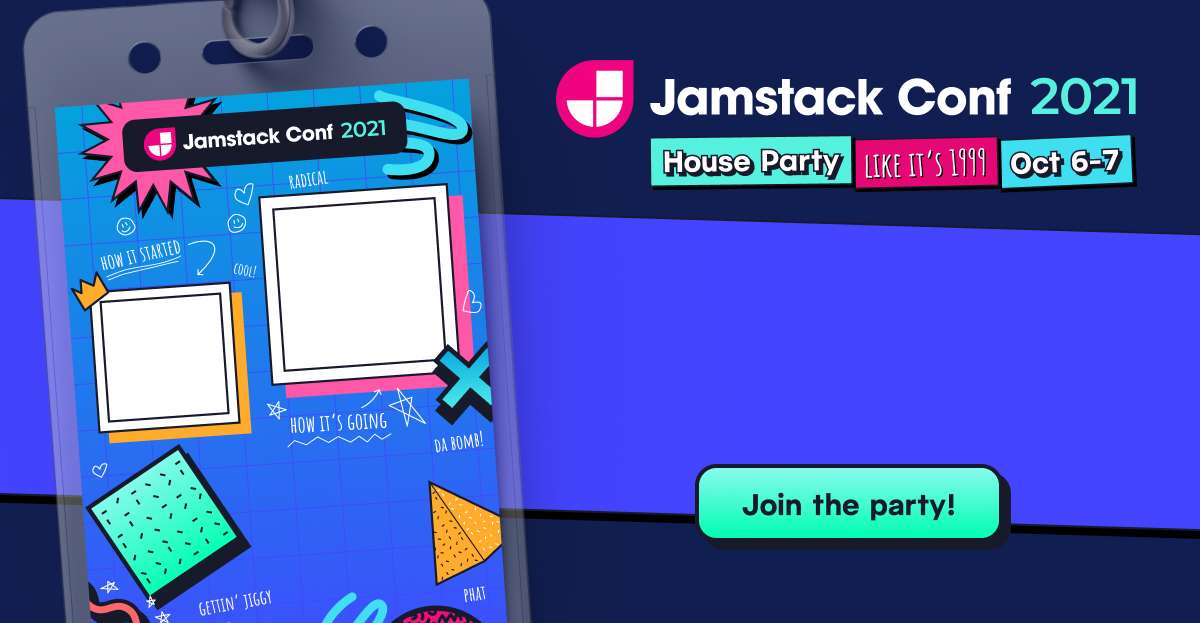 Jamstack Conf 2021
House Party
LIKE IT'S 1999
Oct 6-7
Jamstack Conf 2021
RADICAL
HOW IT STARTED
COOL!
HOW IT'S GOING
DA BOMB!
GETTIN' JIGGY
PHAT
Join the party!